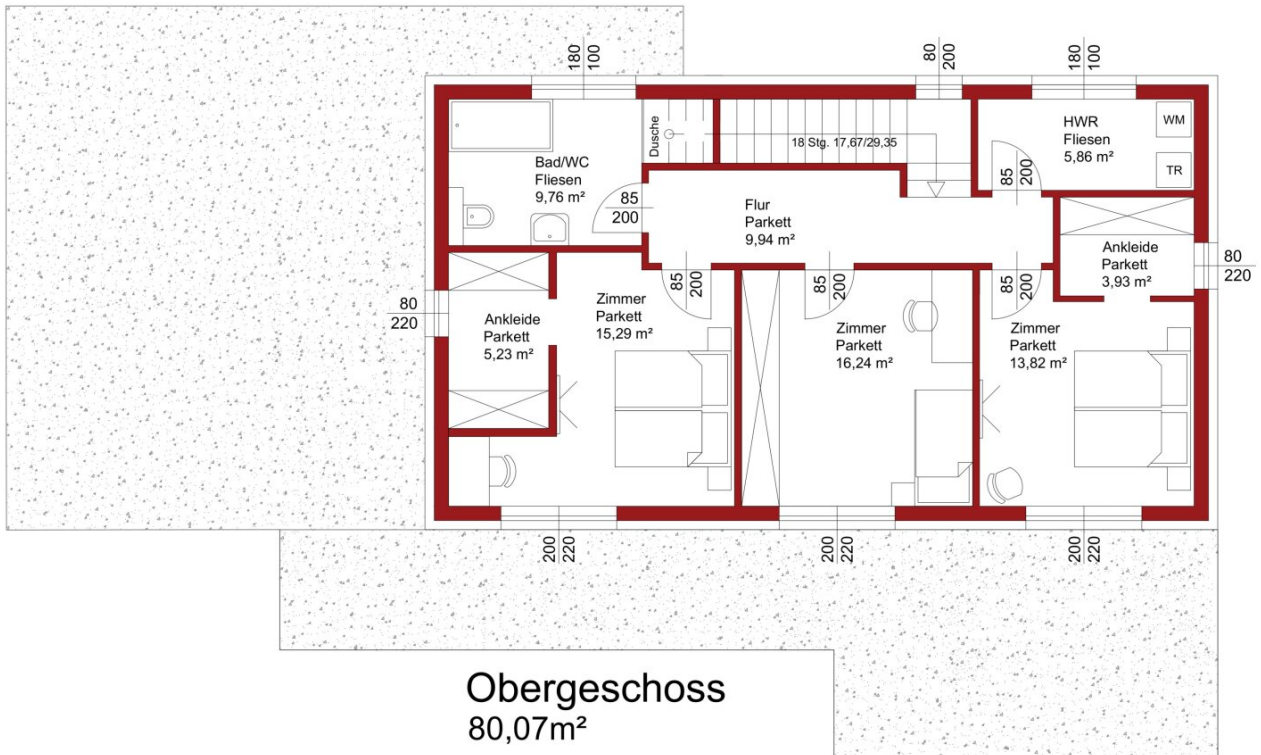 180
100
80
200
180
100
Dusche
18 Stg. 17,67/29,35
HWR
Fliesen
5,86 m²
WM
TR
Bad/WC
Fliesen
9,76 m²
85
200
85
200
Flur
Parkett
9,94 m²
Ankleide
Parkett
3,93 m²
80
220
80
220
Ankleide
Parkett
5,23 m²
Zimmer
Parkett
15,29 m²
85
200
85
200
Zimmer
Parkett
16,24 m²
85
200
Zimmer
Parkett
13,82 m²
200
220
200
220
200
220
Obergeschoss
80,07m²